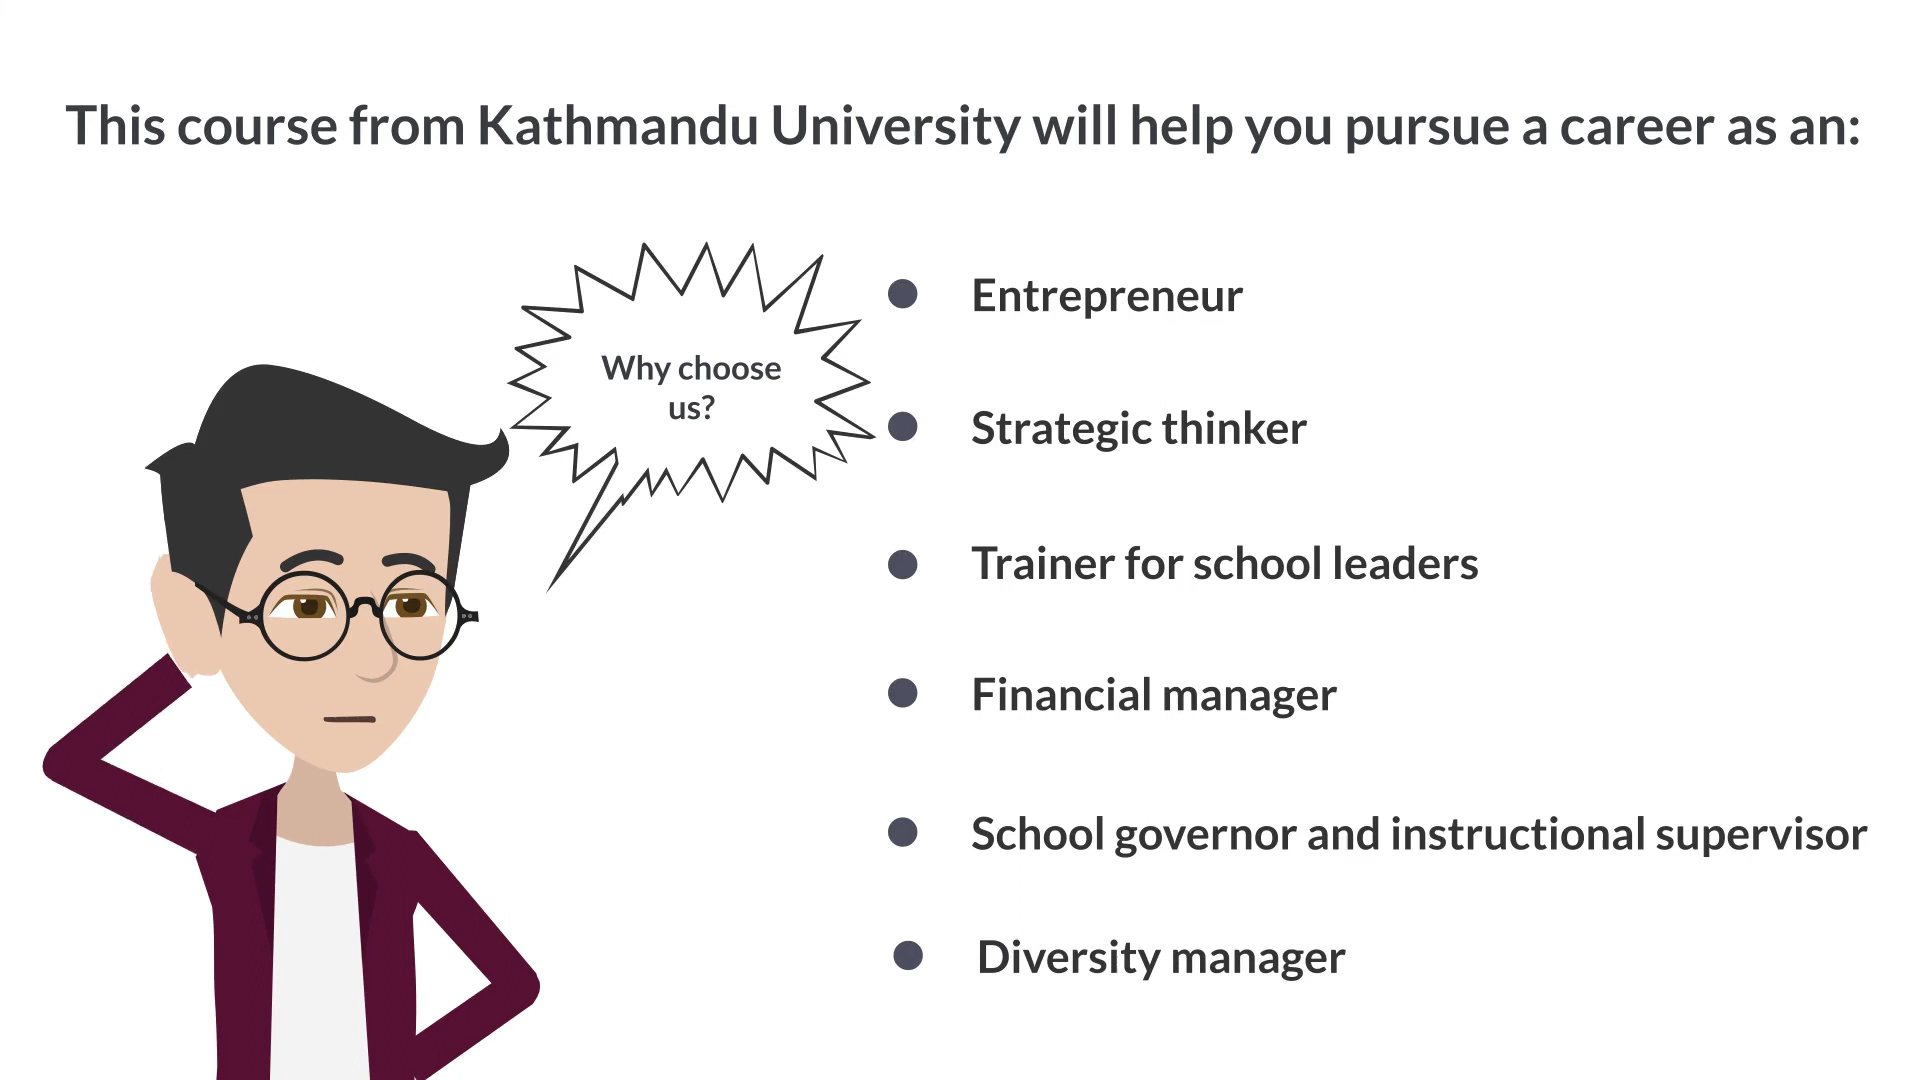 This course from Kathmandu University will help you pursue a career as an:
Why choose
us?
Entrepreneur
Strategic thinker
Trainer for school leaders
Financial manager
School governor and instructional supervisor
Diversity manager